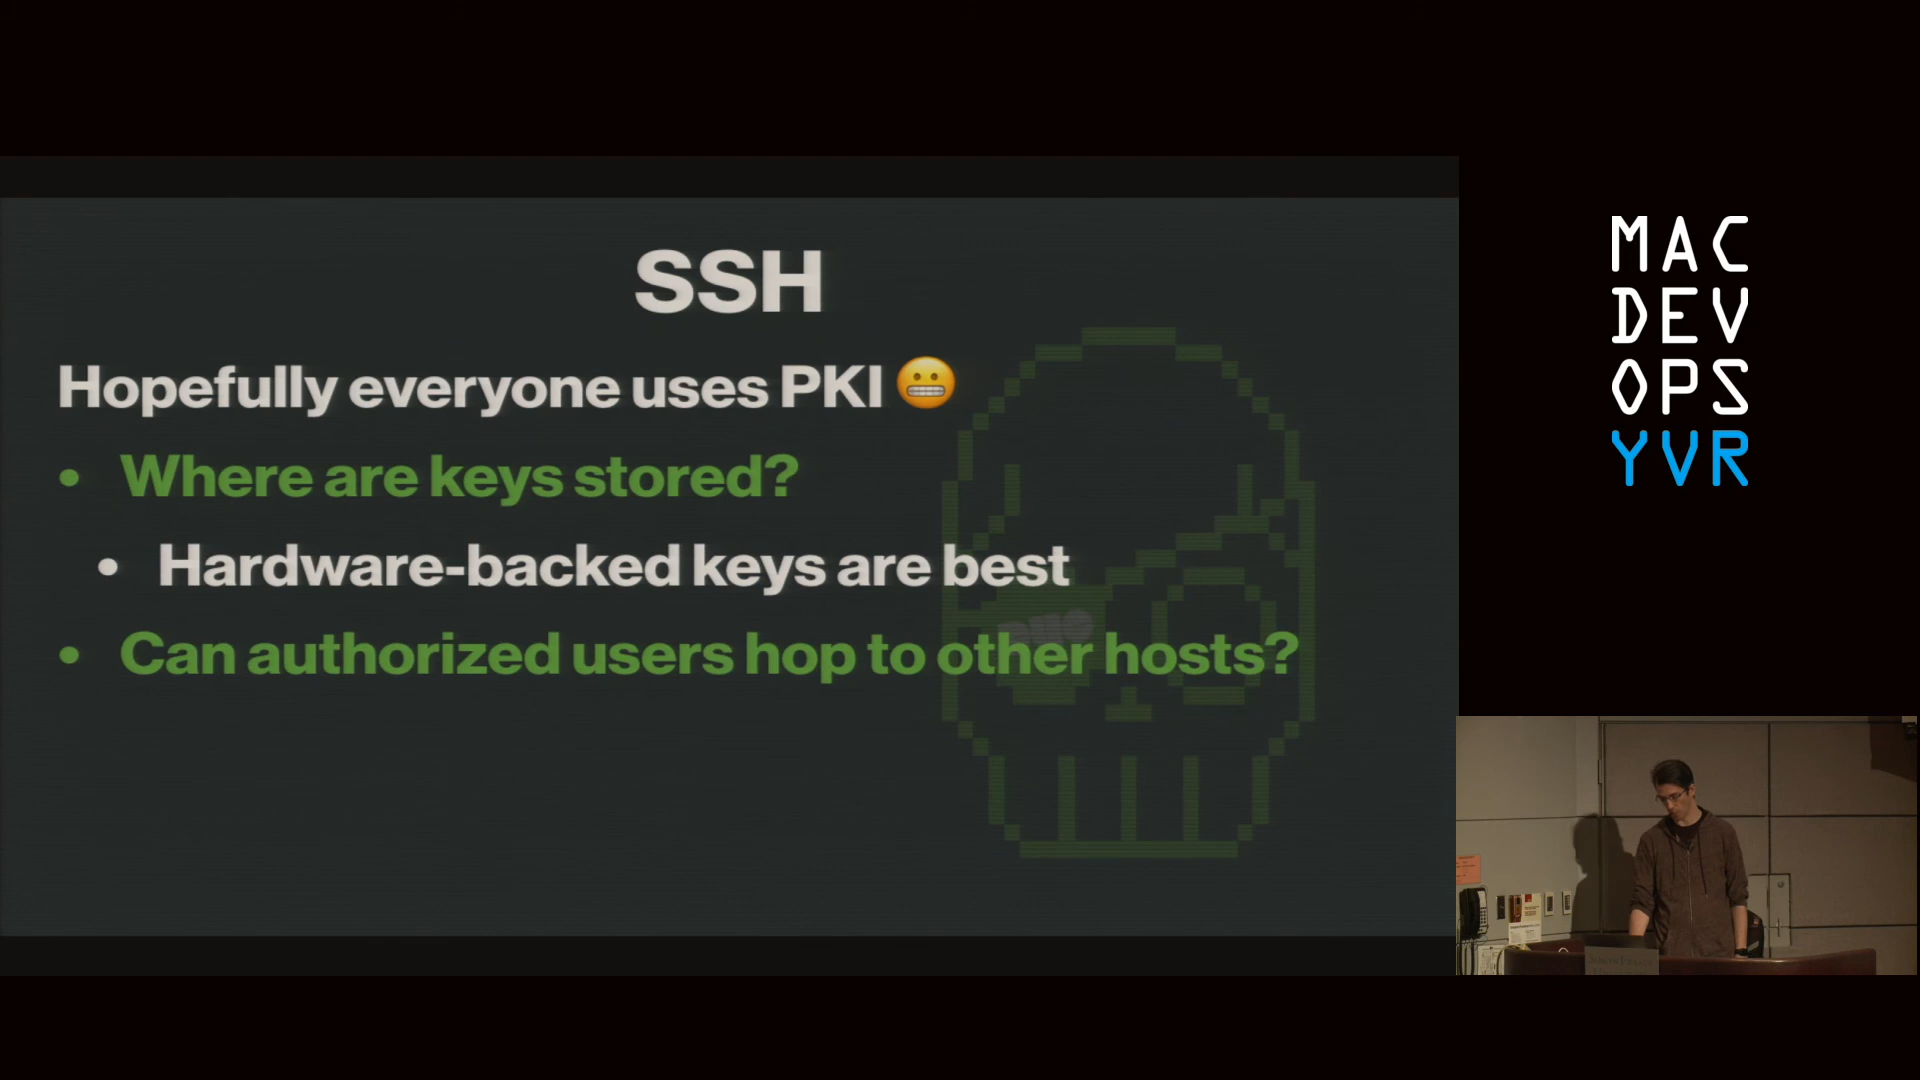 SSH
Hopefully everyone uses PKI 😬
• Where are keys stored?
• Hardware-backed keys are best
• Can authorized users hop to other hosts?
MAC
DEV
OPS
YVR